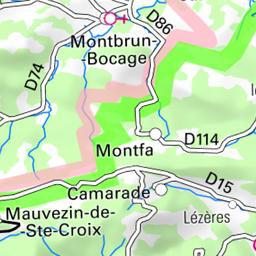 D86
Montbrun-
-Bocage
D74
D114
Montfa
Camarade
D15
Mauvezin-de-
-Ste-Croix
Lézères